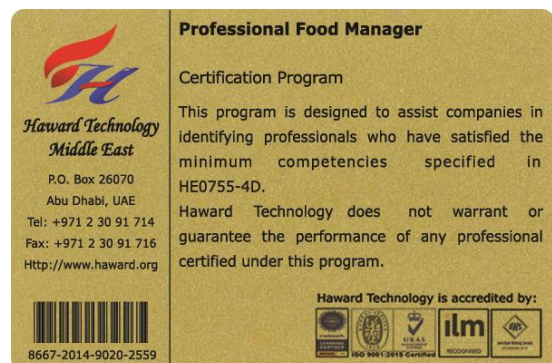 Haward Technology
Middle East
P.O. Box 26070
Abu Dhabi, UAE
Tel: +971 2 30 91 714
Fax: +971 2 30 91 716
Http://www.haward.org
8667-2014-9020-2559
Professional Food Manager
Certification Program
This program is designed to assist companies in
identifying professionals who have satisfied the
minimum competencies specified in
HE0755-4D.
Haward Technology does not warrant or
guarantee the performance of any professional
certified under this program.
Haward Technology is accredited by:
UKAS
ISO 9001:2015 Certified
ilm
RECOGNISED